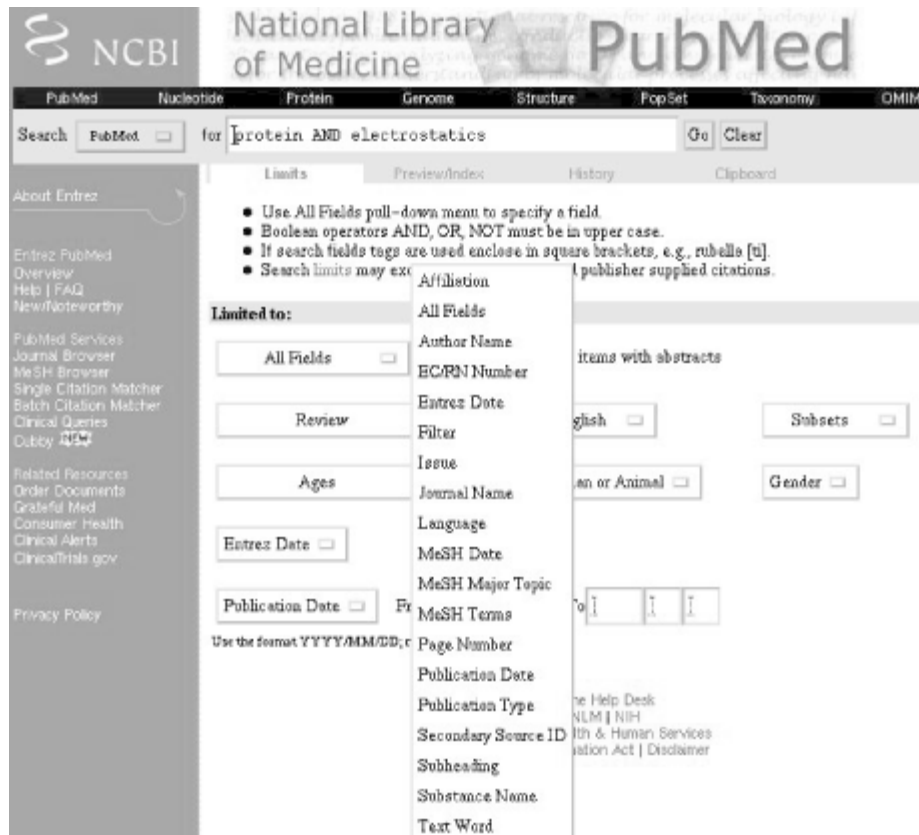 NCBI
National Library
of Medicine
PubMed
PubMed Nucleotide Protein Genome Structure PopSet Taxonomy OMIM
Search PubMed for protein AND electrostatics Go Clear
Limits Preview/Index History Clipboard
About Entrez
Entrez PubMed
Overview
Help | FAQ
New/Noteworthy
PubMed Services
Journal Browser
MeSH Browser
Single Citation Matcher
Batch Citation Matcher
Clinical Queries
Cubby NEW
Related Resources
Order Documents
Grateful Med
Consumer Health
Clinical Alerts
ClinicalTrials.gov
Privacy Policy
● Use All Fields pull-down menu to specify a field.
● Boolean operators AND, OR, NOT must be in upper case.
● If search fields tags are used enclose in square brackets, e.g., rubella [ti].
● Search limits may exc publisher supplied citations.
Limited to:
All Fields items with abstracts
Review glish Subsets
Ages an or Animal Gender
Entrez Date
Publication Date Fr To
Use the format YYYY/MM/DD;
Affiliation
All Fields
Author Name
EC/RN Number
Entrez Date
Filter
Issue
Journal Name
Language
MeSH Date
MeSH Major Topic
MeSH Terms
Page Number
Publication Date
Publication Type
Secondary Source ID
Subheading
Substance Name
Text Word
he Help Desk
NLM | NIH
lth & Human Services
ation Act | Disclaimer